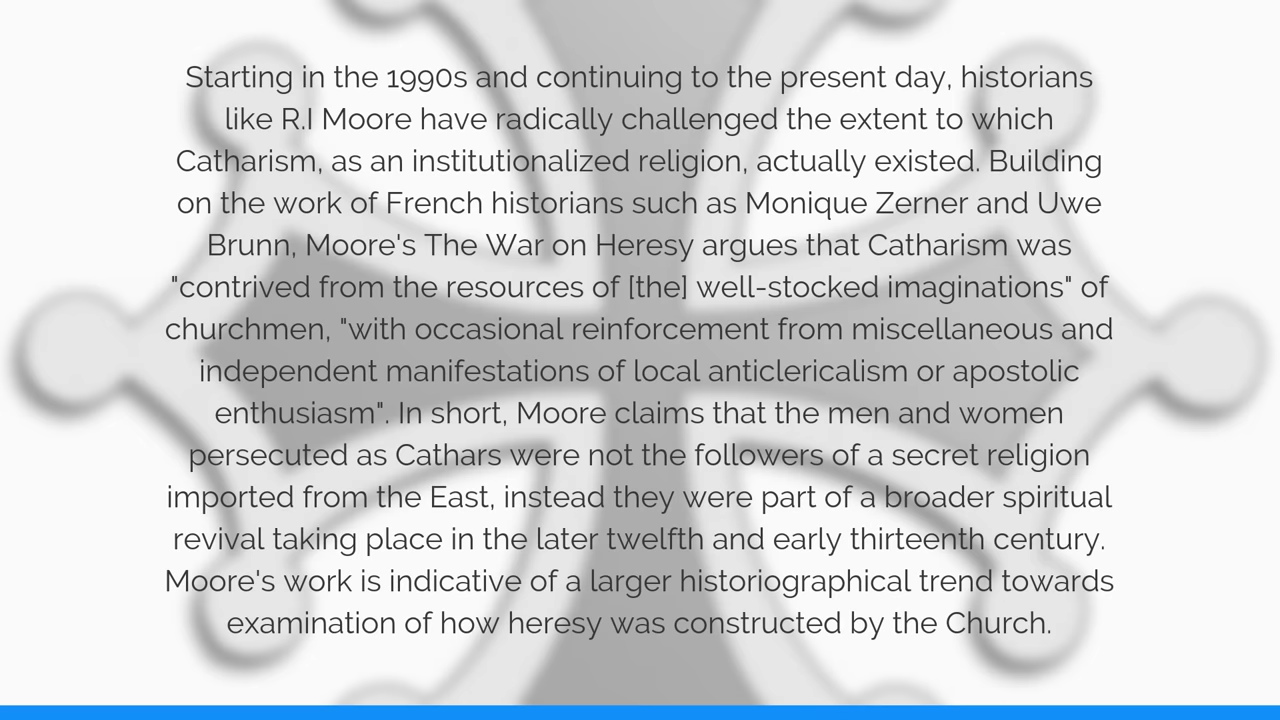 Starting in the 1990s and continuing to the present day, historians
like R.I Moore have radically challenged the extent to which
Catharism, as an institutionalized religion, actually existed. Building
on the work of French historians such as Monique Zerner and Uwe
Brunn, Moore's The War on Heresy argues that Catharism was
"contrived from the resources of [the] well-stocked imaginations" of
churchmen, "with occasional reinforcement from miscellaneous and
independent manifestations of local anticlericalism or apostolic
enthusiasm". In short, Moore claims that the men and women
persecuted as Cathars were not the followers of a secret religion
imported from the East, instead they were part of a broader spiritual
revival taking place in the later twelfth and early thirteenth century.
Moore's work is indicative of a larger historiographical trend towards
examination of how heresy was constructed by the Church.